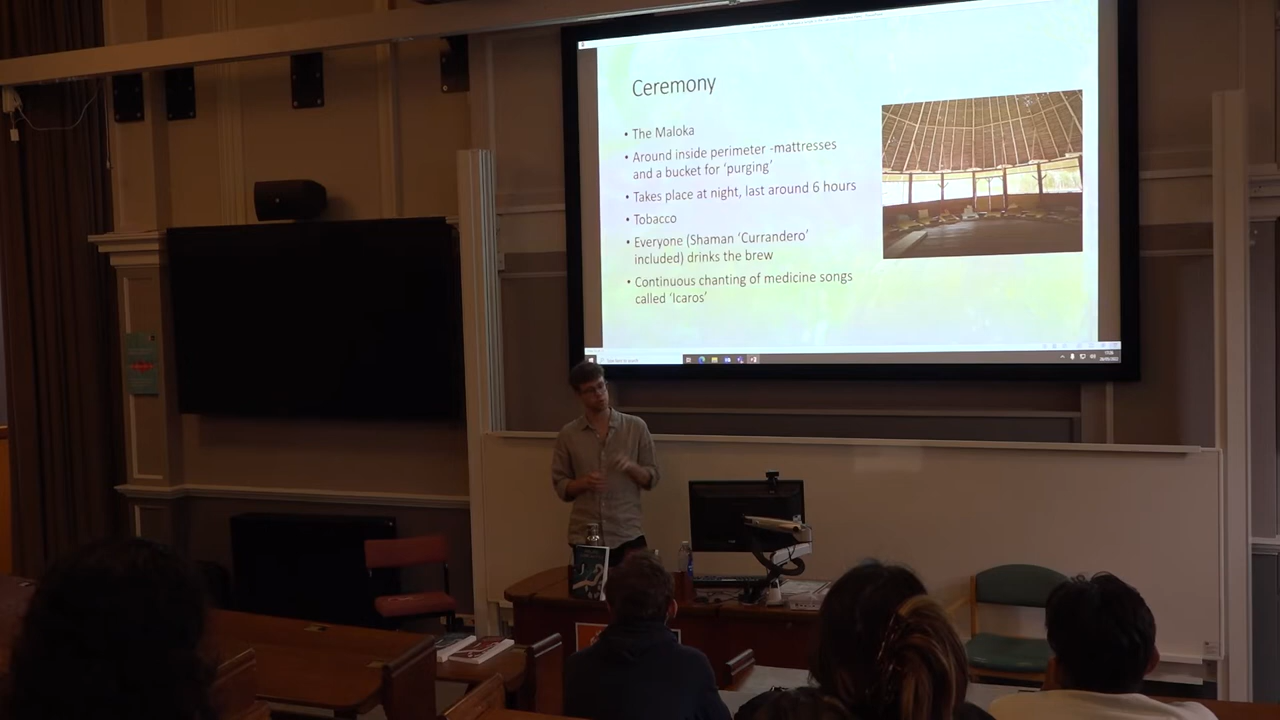 Ceremony
• The Maloka
• Around inside perimeter -mattresses
and a bucket for 'purging'
• Takes place at night, last around 6 hours
• Tobacco
• Everyone (Shaman 'Currandero'
included) drinks the brew
• Continuous chanting of medicine songs
called 'Icaros'